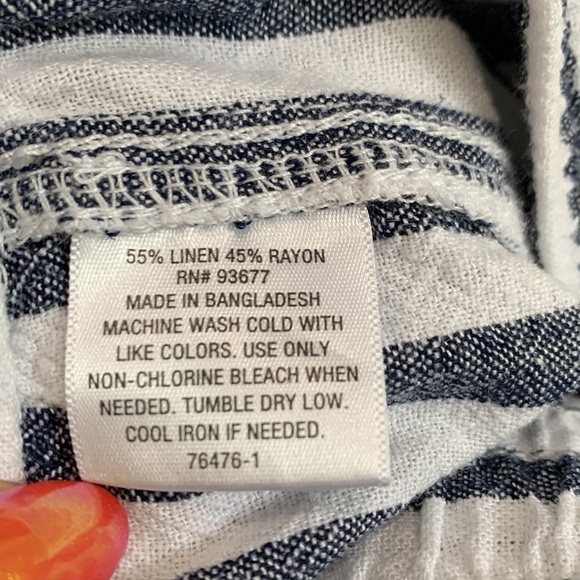 55% LINEN 45% RAYON
RN# 93677
MADE IN BANGLADESH
MACHINE WASH COLD WITH
LIKE COLORS. USE ONLY
NON-CHLORINE BLEACH WHEN
NEEDED. TUMBLE DRY LOW.
COOL IRON IF NEEDED.
76476-1